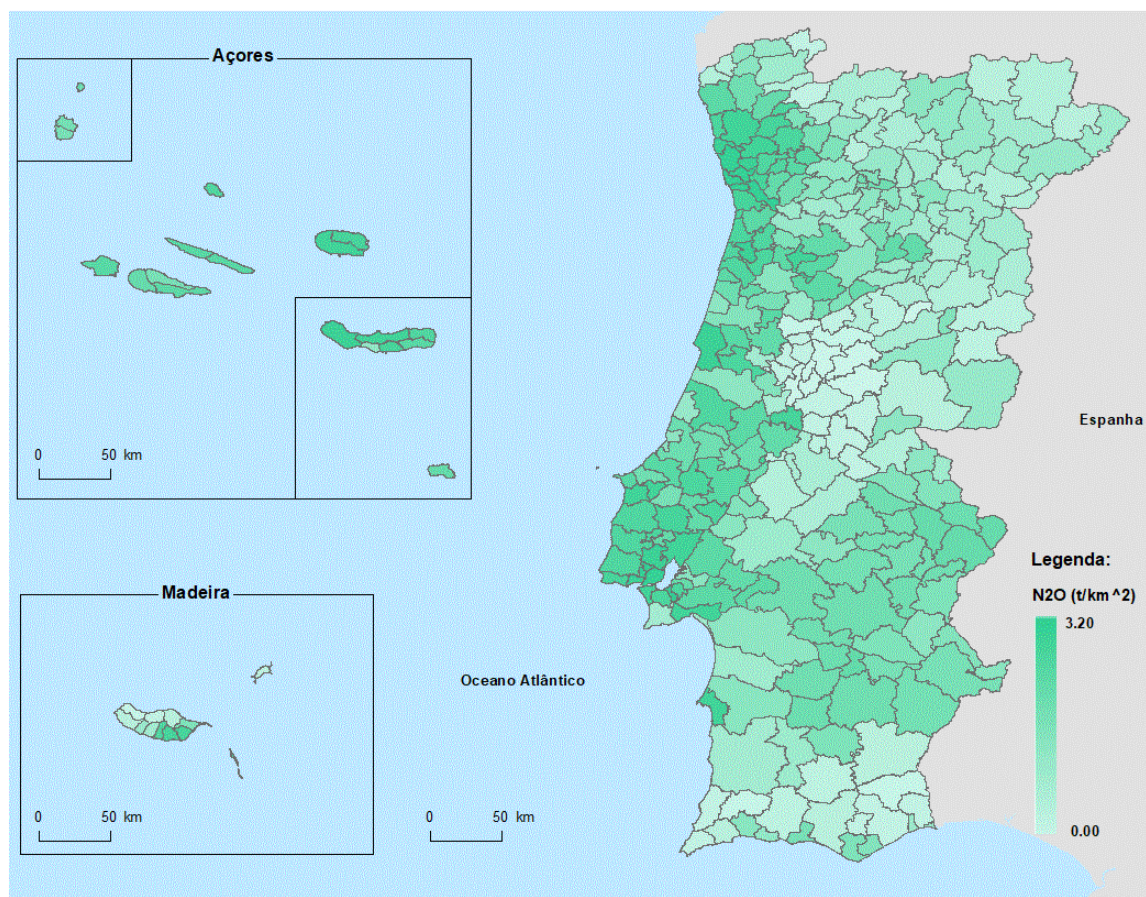 Açores
0 50 km
Espanha
Legenda:
N2O (t/km^2)
3.20
0.00
Madeira
Oceano Atlântico
0 50 km
0 50 km